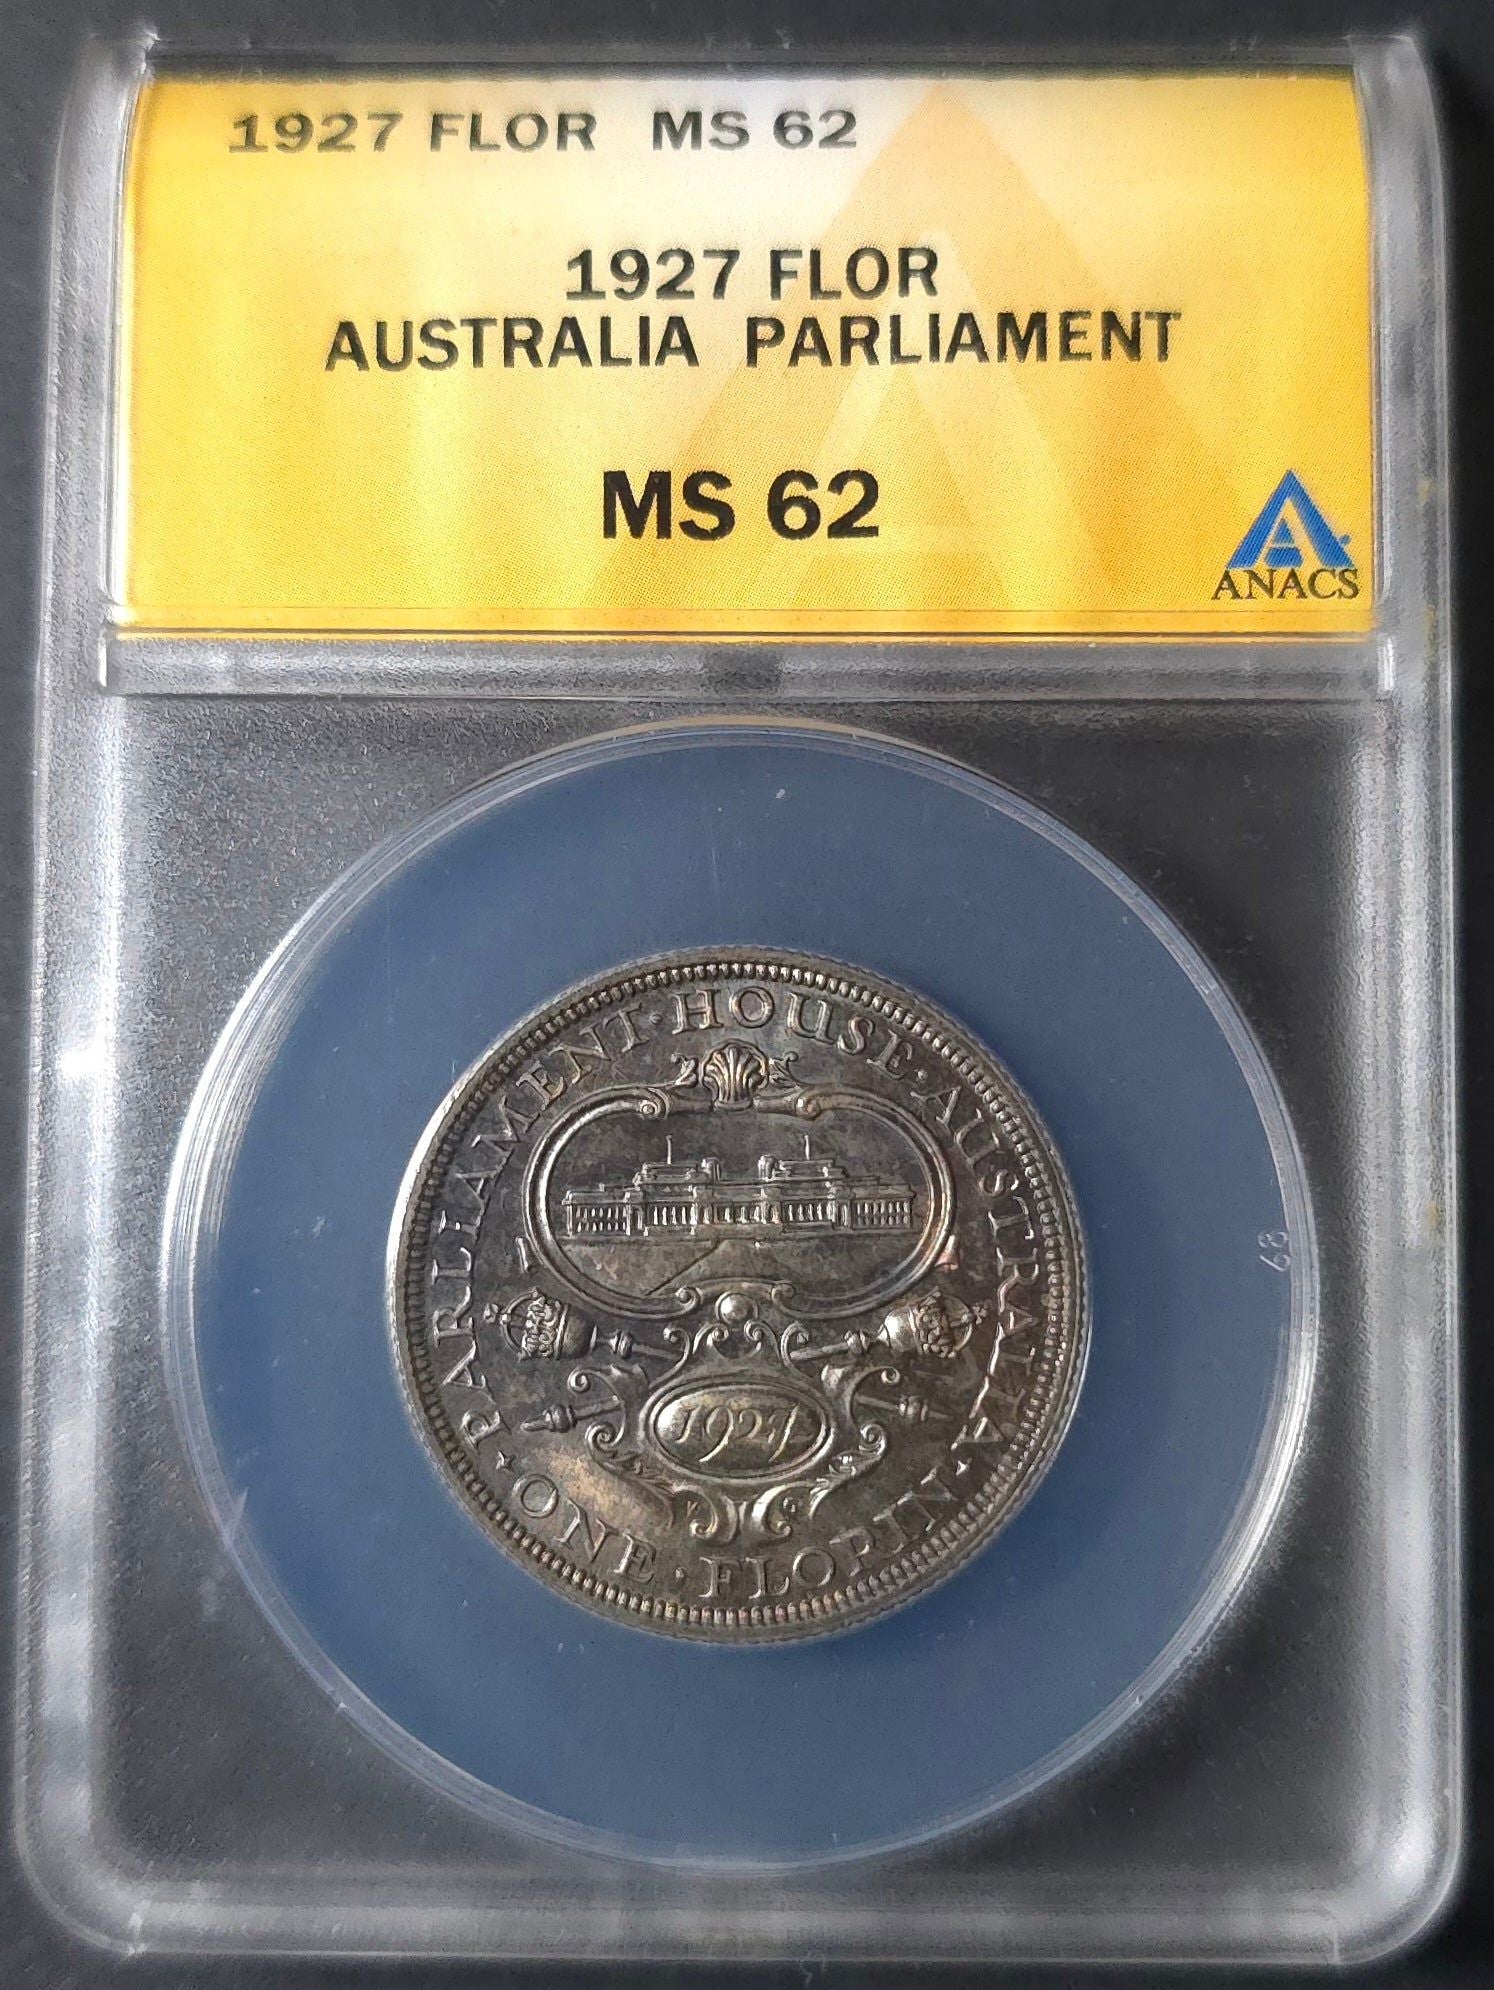 1927 FLOR MS 62
1927 FLOR
AUSTRALIA PARLIAMENT
MS 62
A
ANACS
PARLIAMENT · HOUSE · AUSTRALIA
1927
ONE · FLORIN